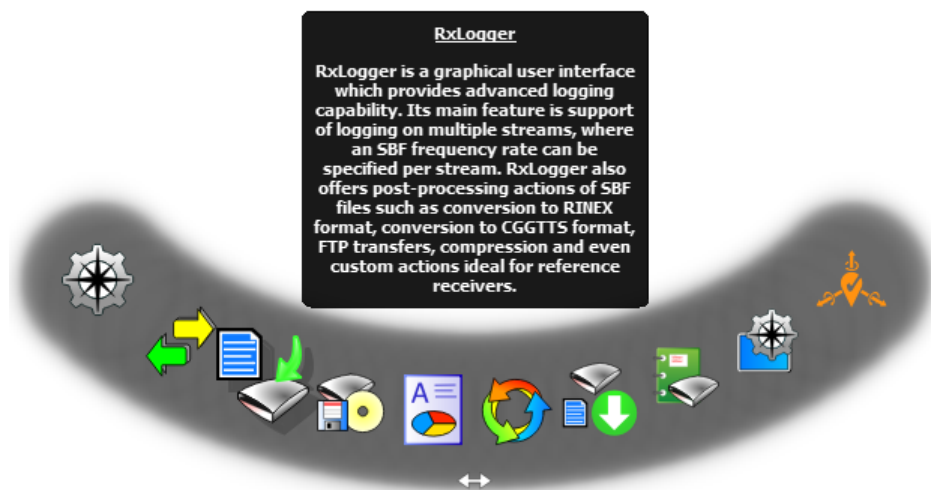 RxLogger
RxLogger is a graphical user interface
which provides advanced logging
capability. Its main feature is support
of logging on multiple streams, where
an SBF frequency rate can be
specified per stream. RxLogger also
offers post-processing actions of SBF
files such as conversion to RINEX
format, conversion to CGGTTS format,
FTP transfers, compression and even
custom actions ideal for reference
receivers.
A